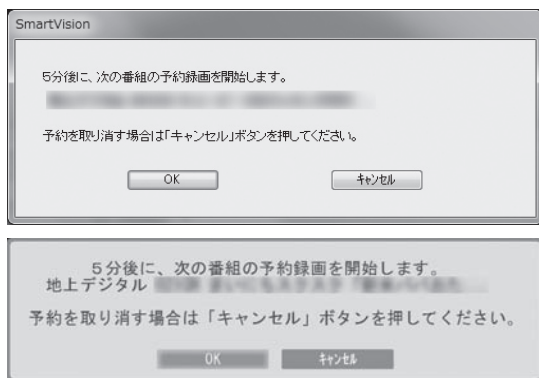 SmartVision
5分後に、次の番組の予約録画を開始します。
予約を取り消す場合は「キャンセル」ボタンを押してください。
OK
キャンセル
5分後に、次の番組の予約録画を開始します。
地上デジタル
予約を取り消す場合は「キャンセル」ボタンを押してください。
OK
キャンセル